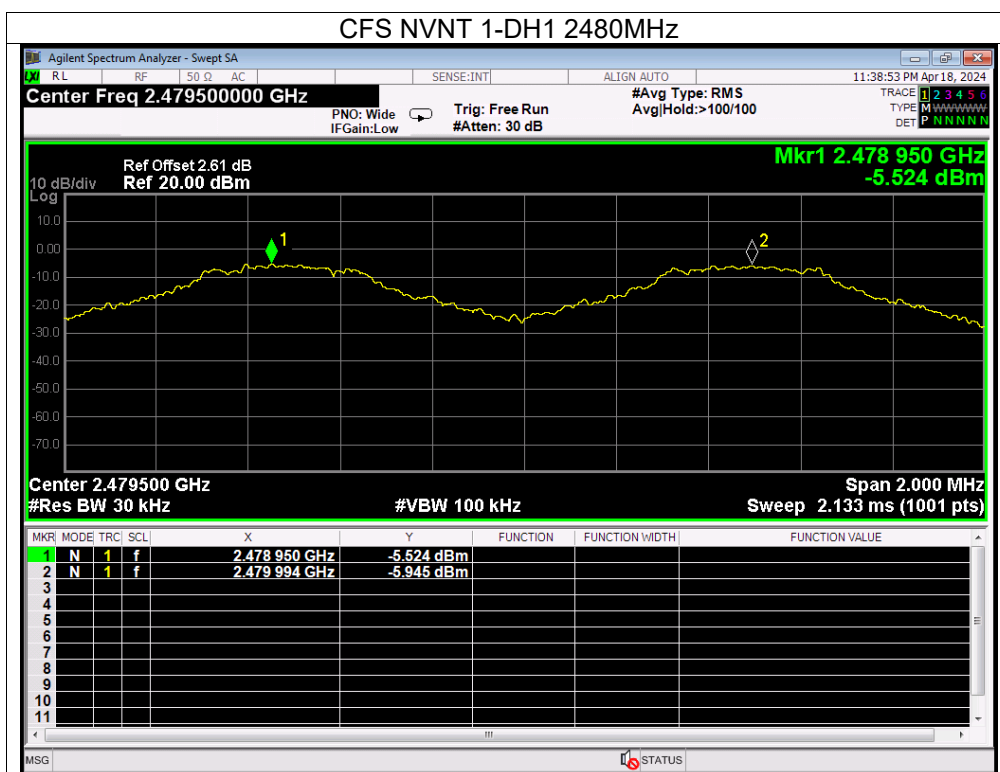 CFS NVNT 1-DH1 2480MHz
Agilent Spectrum Analyzer - Swept SA
LXI RL RF 50 Ω AC SENSE:INT ALIGN AUTO 11:38:53 PM Apr 18, 2024
Center Freq 2.479500000 GHz #Avg Type: RMS TRACE 1 2 3 4 5 6
PNO: Wide Trig: Free Run Avg|Hold:>100/100 TYPE M WWWWW
IFGain:Low #Atten: 30 dB DET P N N N N N
Mkr1 2.478 950 GHz
Ref Offset 2.61 dB
10 dB/div Ref 20.00 dBm -5.524 dBm
Log
10.0
1
2
0.00
-10.0
-20.0
-30.0
-40.0
-50.0
-60.0
-70.0
Center 2.479500 GHz Span 2.000 MHz
#Res BW 30 kHz #VBW 100 kHz Sweep 2.133 ms (1001 pts)
MKR MODE TRC SCL X Y FUNCTION FUNCTION WIDTH FUNCTION VALUE
1 N 1 f 2.478 950 GHz -5.524 dBm
2 N 1 f 2.479 994 GHz -5.945 dBm
3
4
5
6
7
8
9
10
11
MSG STATUS